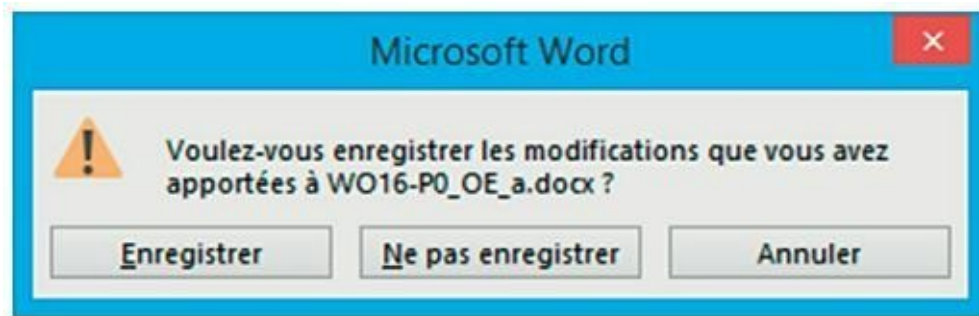 Microsoft Word
Voulez-vous enregistrer les modifications que vous avez
apportées à WO16-P0_OE_a.docx ?
Enregistrer
Ne pas enregistrer
Annuler